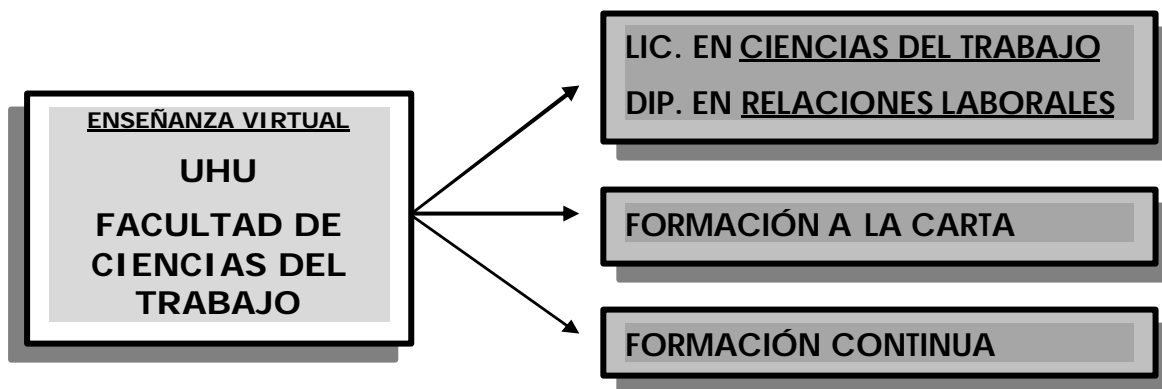 ENSEÑANZA VIRTUAL
UHU
FACULTAD DE
CIENCIAS DEL
TRABAJO
LIC. EN CIENCIAS DEL TRABAJO
DIP. EN RELACIONES LABORALES
FORMACIÓN A LA CARTA
FORMACIÓN CONTINUA